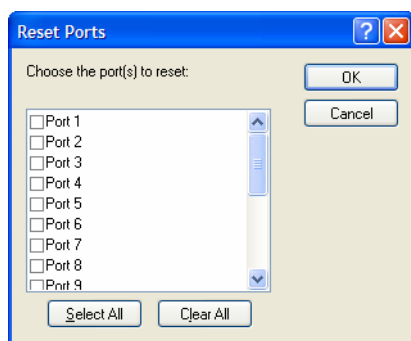 Reset Ports
Choose the port(s) to reset:
OK
Cancel
Port 1
Port 2
Port 3
Port 4
Port 5
Port 6
Port 7
Port 8
Port 9
Select All
Clear All